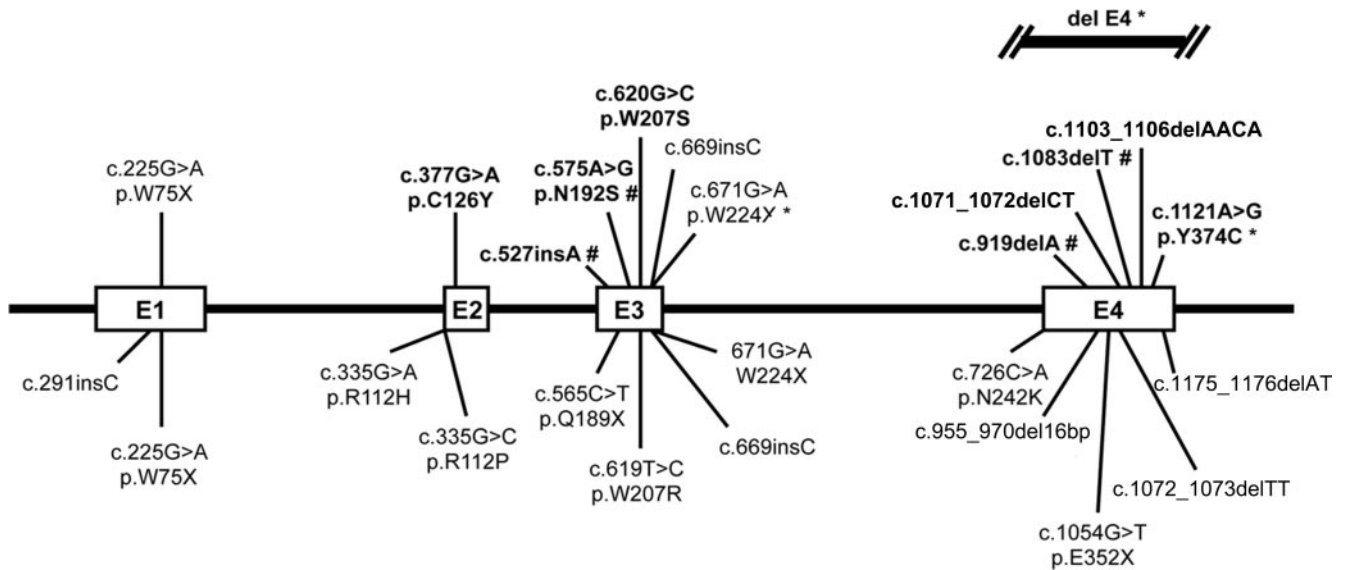 del E4 *
c.620G>C
p.W207S
c.669insC
c.1103_1106delAACA
c.1083delT #
c.225G>A
p.W75X
c.377G>A
p.C126Y
c.575A>G
p.N192S #
c.671G>A
p.W224X *
c.1071_1072delCT
c.1121A>G
p.Y374C *
c.527insA #
c.919delA #
E1
E2
E3
E4
c.291insC
c.335G>A
p.R112H
671G>A
W224X
c.565C>T
p.Q189X
c.726C>A
p.N242K
c.1175_1176delAT
c.225G>A
p.W75X
c.335G>C
p.R112P
c.669insC
c.955_970del16bp
c.619T>C
p.W207R
c.1072_1073delTT
c.1054G>T
p.E352X